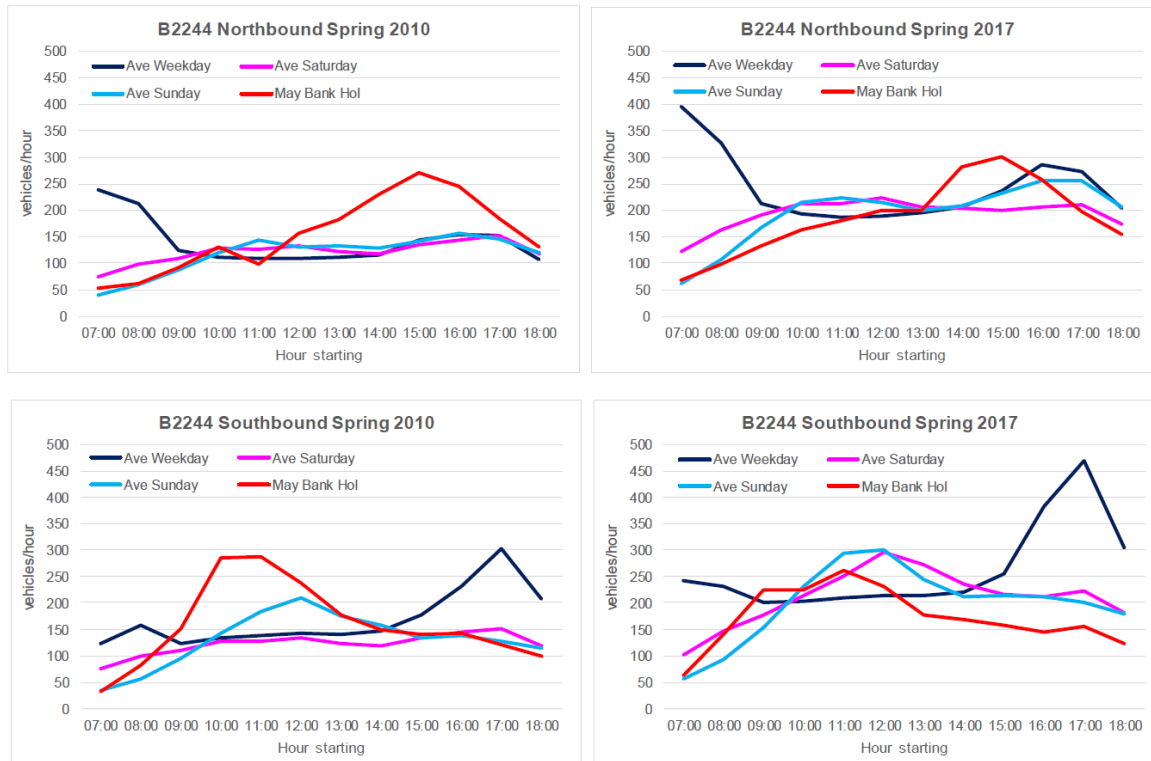 B2244 Northbound Spring 2010
500
450
400
350
300
250
200
150
100
50
0
vehicles/hour
Ave Weekday Ave Saturday
Ave Sunday May Bank Hol
07:00 08:00 09:00 10:00 11:00 12:00 13:00 14:00 15:00 16:00 17:00 18:00
Hour starting
B2244 Northbound Spring 2017
500
450
400
350
300
250
200
150
100
50
0
vehicles/hour
Ave Weekday Ave Saturday
Ave Sunday May Bank Hol
07:00 08:00 09:00 10:00 11:00 12:00 13:00 14:00 15:00 16:00 17:00 18:00
Hour starting
B2244 Southbound Spring 2010
500
450
400
350
300
250
200
150
100
50
0
vehicles/hour
Ave Weekday Ave Saturday
Ave Sunday May Bank Hol
07:00 08:00 09:00 10:00 11:00 12:00 13:00 14:00 15:00 16:00 17:00 18:00
Hour starting
B2244 Southbound Spring 2017
500
450
400
350
300
250
200
150
100
50
0
vehicles/hour
Ave Weekday Ave Saturday
Ave Sunday May Bank Hol
07:00 08:00 09:00 10:00 11:00 12:00 13:00 14:00 15:00 16:00 17:00 18:00
Hour starting